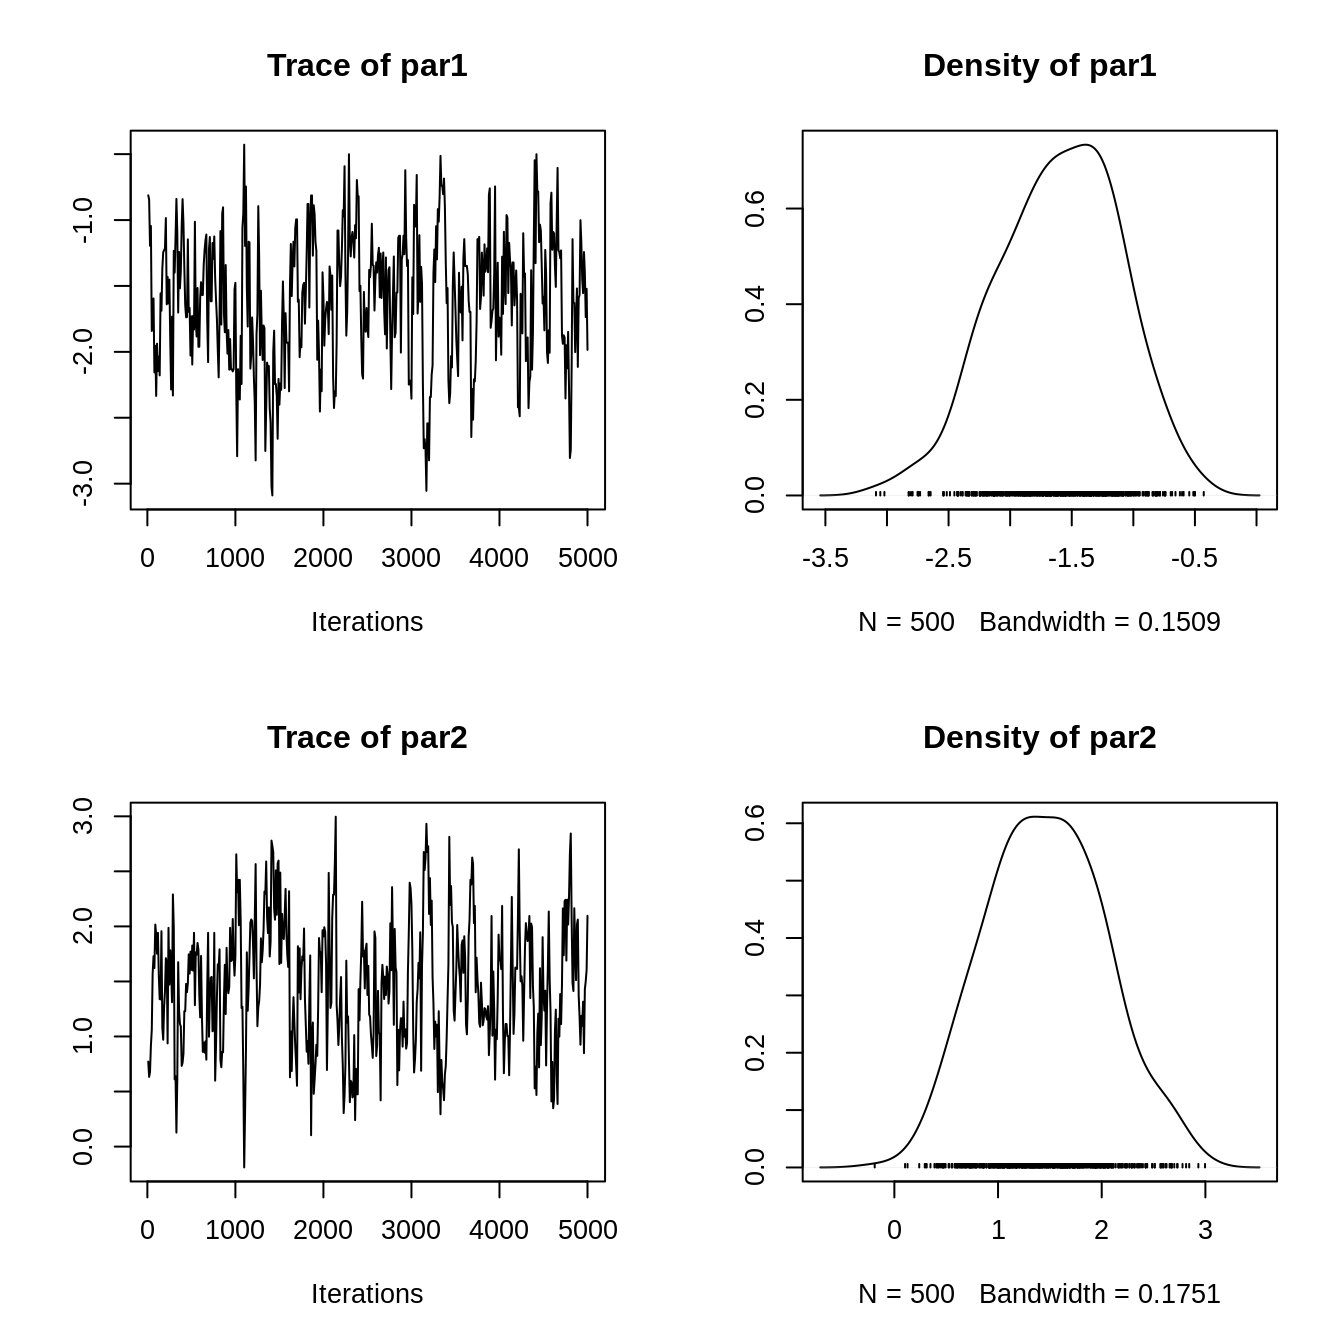 Trace of par1
-1.0
-2.0
-3.0
0 1000 2000 3000 4000 5000
Iterations
Density of par1
0.6
0.4
0.2
0.0
-3.5 -2.5 -1.5 -0.5
N = 500 Bandwidth = 0.1509
Trace of par2
3.0
2.0
1.0
0.0
0 1000 2000 3000 4000 5000
Iterations
Density of par2
0.6
0.4
0.2
0.0
0 1 2 3
N = 500 Bandwidth = 0.1751